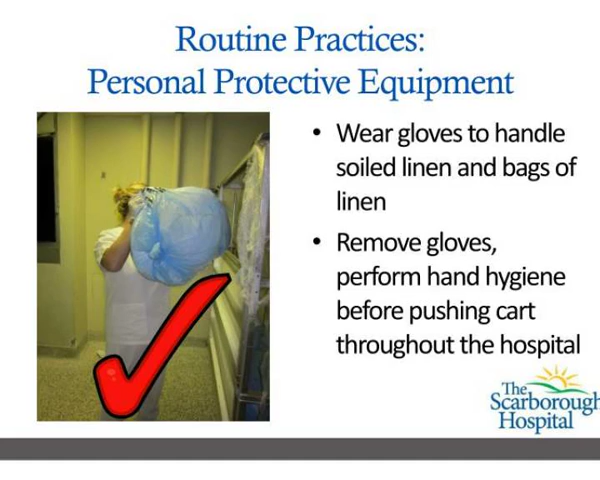 Routine Practices:
Personal Protective Equipment
• Wear gloves to handle
soiled linen and bags of
linen
• Remove gloves,
perform hand hygiene
before pushing cart
throughout the hospital
The
Scarborough
Hospital